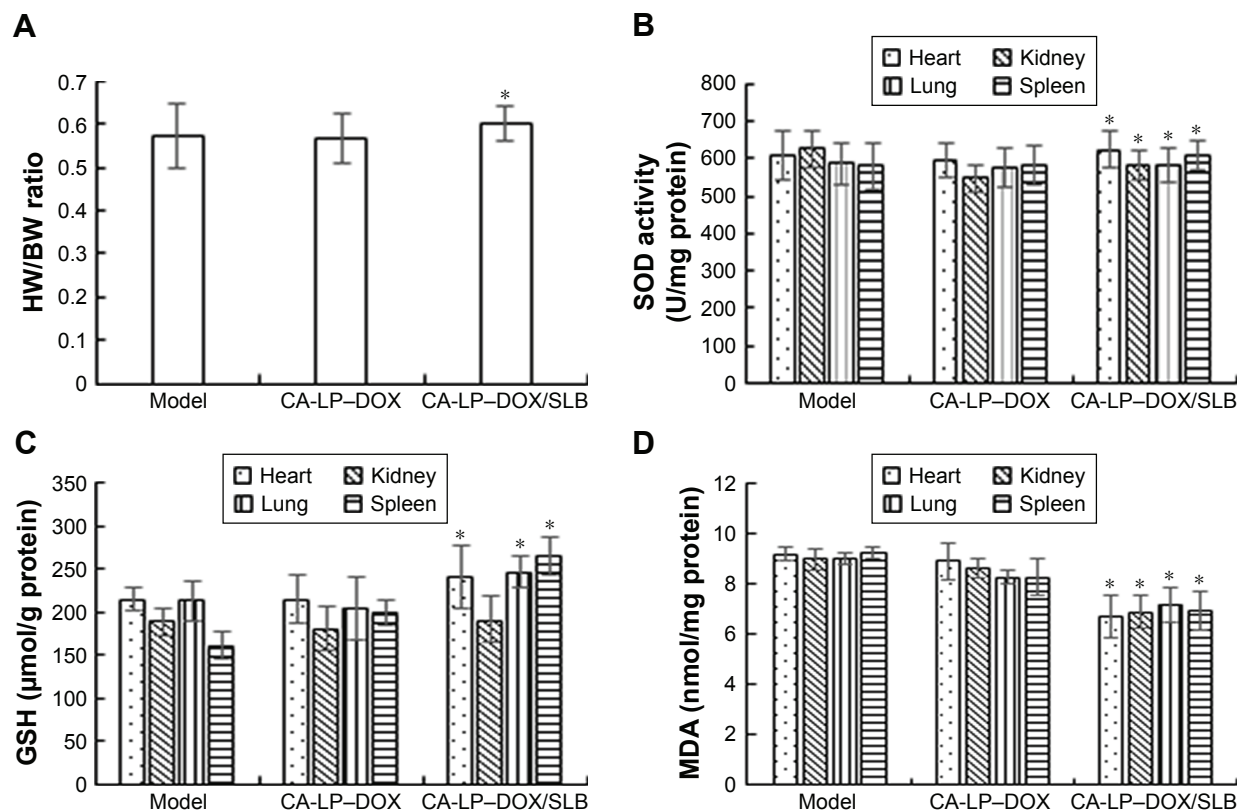 A
HW/BW ratio
0.7
0.6
0.5
0.4
0.3
0.2
0.1
0
*
Model
CA-LP–DOX
CA-LP–DOX/SLB
B
Heart
Kidney
Lung
Spleen
SOD activity
(U/mg protein)
800
700
600
500
400
300
200
100
0
* * * *
Model
CA-LP–DOX
CA-LP–DOX/SLB
C
Heart
Kidney
Lung
Spleen
GSH (µmol/g protein)
350
300
250
200
150
100
50
0
* * *
Model
CA-LP–DOX
CA-LP–DOX/SLB
D
Heart
Kidney
Lung
Spleen
MDA (nmol/mg protein)
12
10
8
6
4
2
0
* * * *
Model
CA-LP–DOX
CA-LP–DOX/SLB